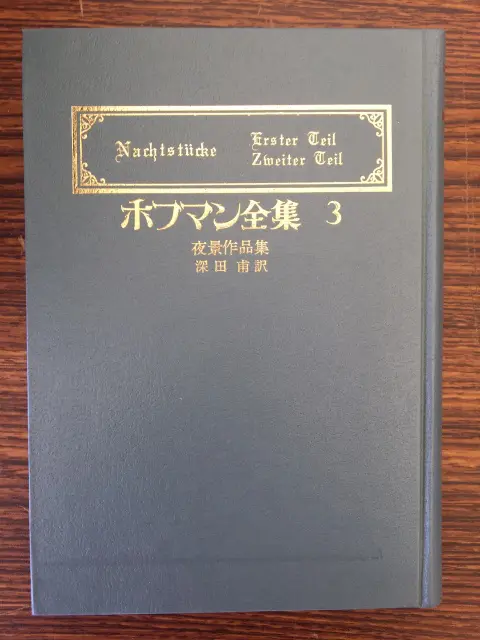 Nachtstücke
Erster Teil
Zweiter Teil
ホフマン全集 3
夜景作品集
深田 甫訳